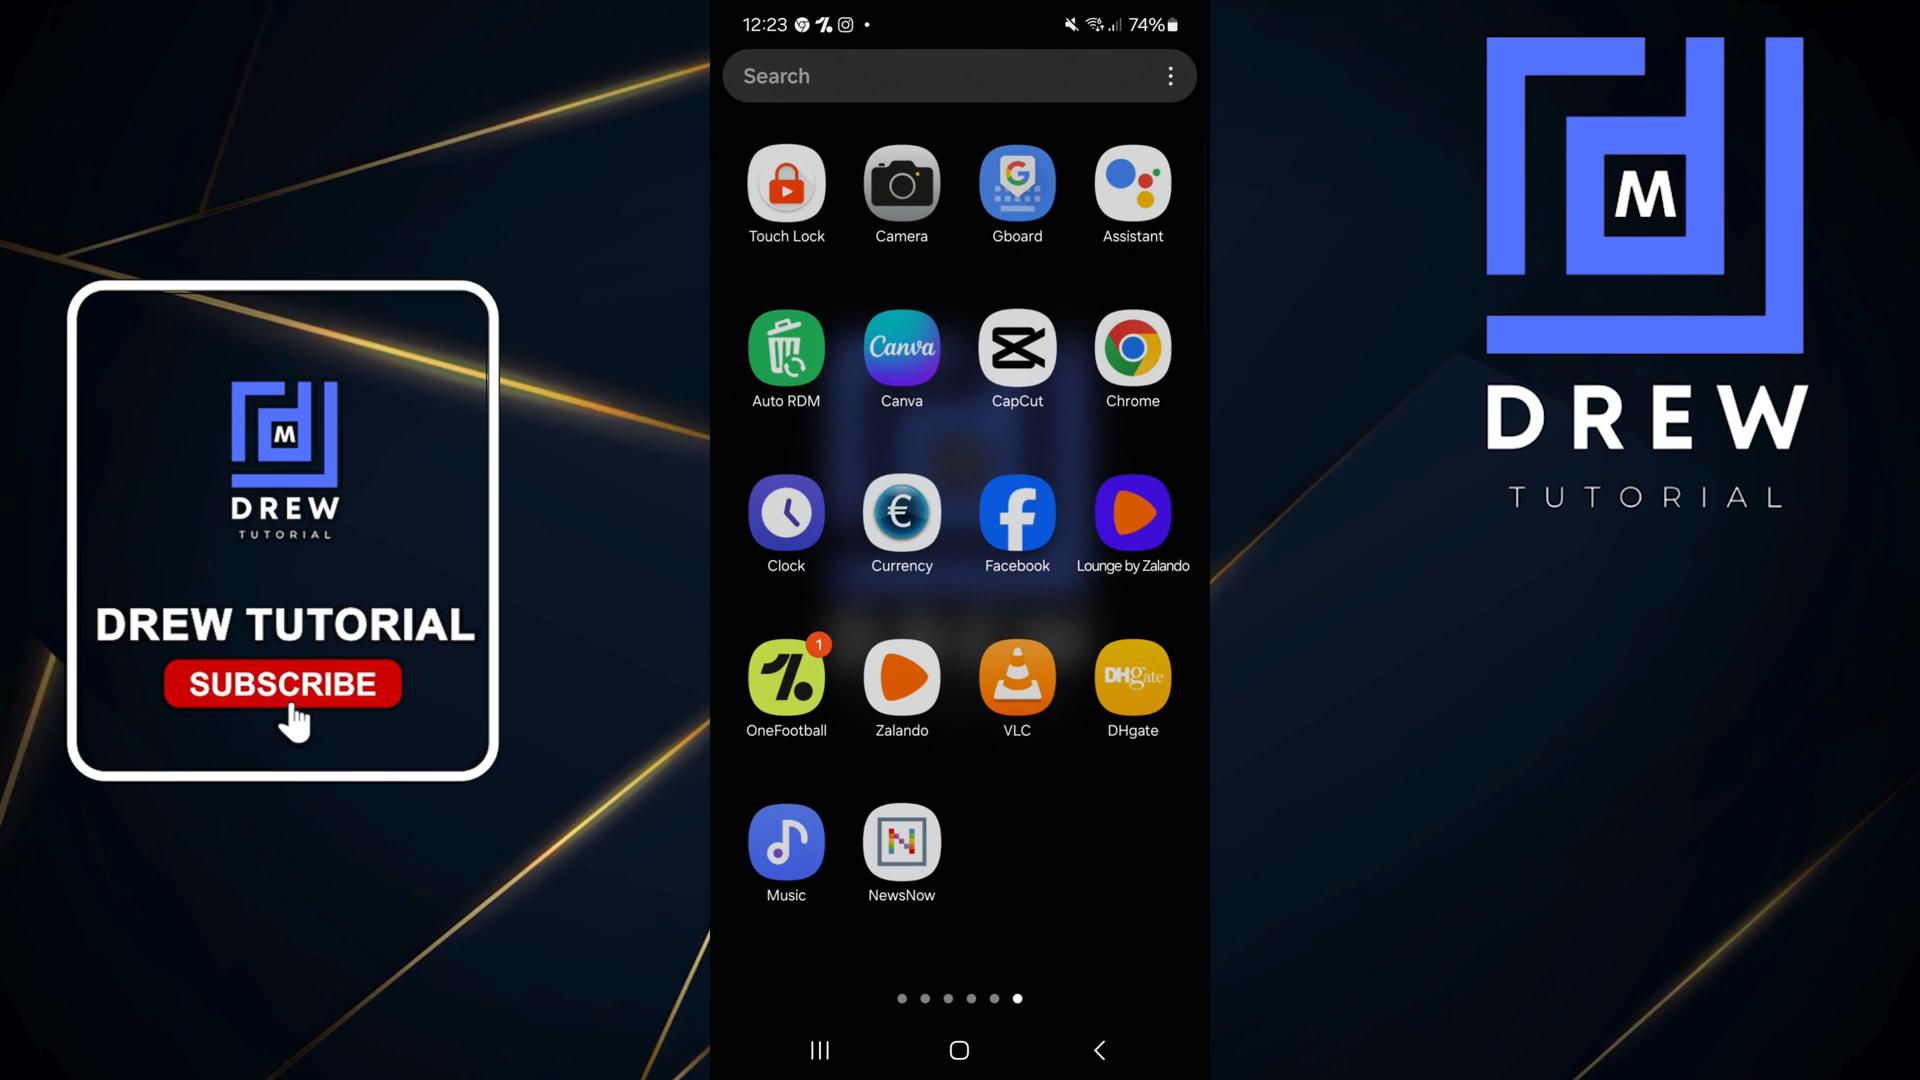 12:23
74%
Search
Touch Lock
Camera
Gboard
Assistant
Auto RDM
Canva
Canva
CapCut
Chrome
Clock
Currency
Facebook
Lounge by Zalando
1
OneFootball
Zalando
VLC
DHgate
DHgate
Music
N
NewsNow
M
DREW
TUTORIAL
DREW TUTORIAL
SUBSCRIBE
M
DREW
TUTORIAL